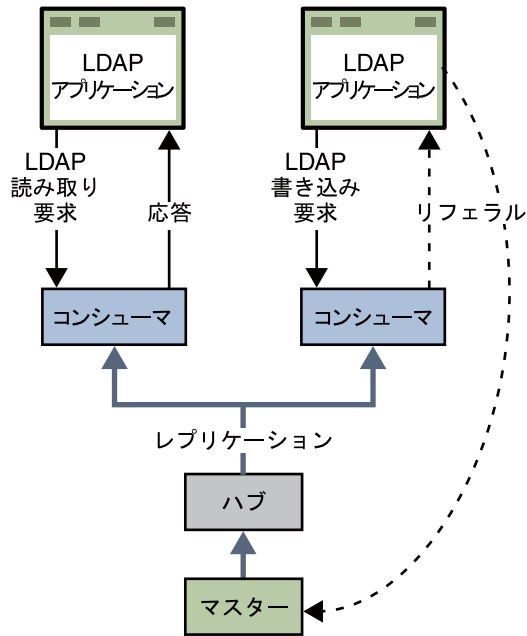 LDAP
アプリケーション
LDAP
アプリケーション
LDAP
読み取り
要求
応答
LDAP
書き込み
要求
リフェラル
コンシューマ
コンシューマ
レプリケーション
ハブ
マスター